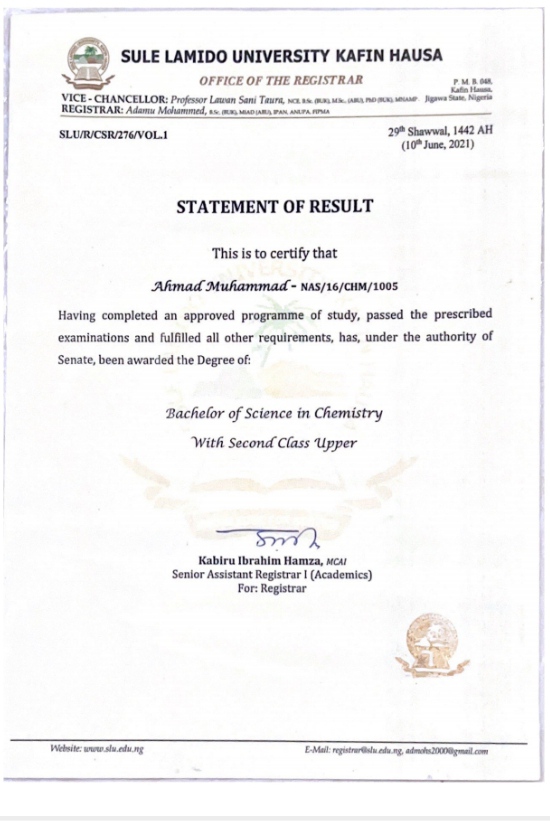 SULE LAMIDO UNIVERSITY KAFIN HAUSA
OFFICE OF THE REGISTRAR
P. M. B. 048,
Kafin Hausa,
Jigawa State, Nigeria
VICE - CHANCELLOR: Professor Lawan Sani Taura, NCE, B.Sc. (BUK), M.Sc., (ABU), PhD (BUK), MNAMP
REGISTRAR: Adamu Mohammed, B.Sc. (BUK), MIAD (ABU), IPAN, ANUPA, FIPMA
SLU/R/CSR/276/VOL.1
29th Shawwal, 1442 AH
(10th June, 2021)
STATEMENT OF RESULT
This is to certify that
Ahmad Muhammad - NAS/16/CHM/1005
Having completed an approved programme of study, passed the prescribed
examinations and fulfilled all other requirements, has, under the authority of
Senate, been awarded the Degree of:
Bachelor of Science in Chemistry
With Second Class Upper
Kabiru Ibrahim Hamza, MCAI
Senior Assistant Registrar I (Academics)
For: Registrar
Website: www.slu.edu.ng
E-Mail: registrar@slu.edu.ng, admohs2000@gmail.com